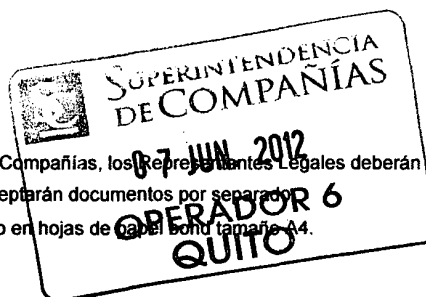 SUPERINTENDENCIA
DE COMPAÑÍAS
07 JUN 2012
Compañías, los Representantes Legales deberán
eptarán documentos por separado
OPERADOR 6
o en hojas de papel bond tamaño A4.
QUITO